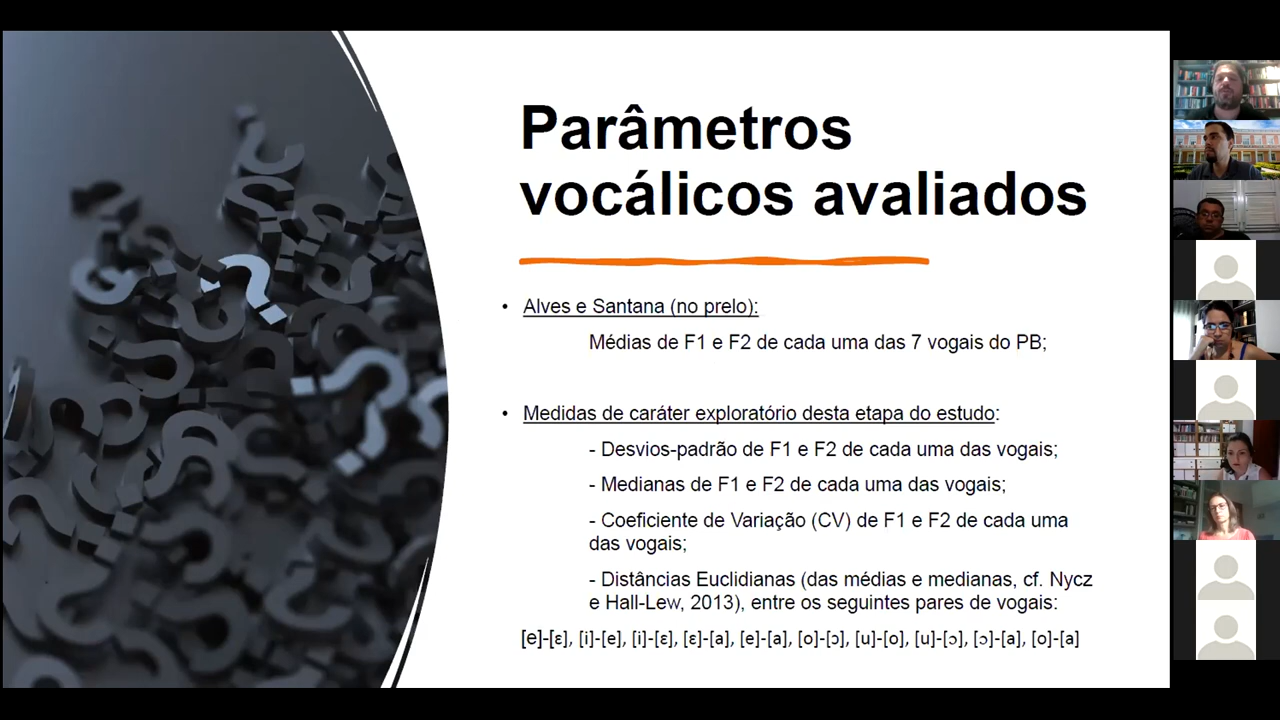 Parâmetros
vocálicos avaliados
• Alves e Santana (no prelo):
Médias de F1 e F2 de cada uma das 7 vogais do PB;
• Medidas de caráter exploratório desta etapa do estudo:
- Desvios-padrão de F1 e F2 de cada uma das vogais;
- Medianas de F1 e F2 de cada uma das vogais;
- Coeficiente de Variação (CV) de F1 e F2 de cada uma
das vogais;
- Distâncias Euclidianas (das médias e medianas, cf. Nycz
e Hall-Lew, 2013), entre os seguintes pares de vogais:
[e]-[ɛ], [i]-[e], [i]-[ɛ], [ɛ]-[a], [e]-[a], [o]-[ɔ], [u]-[o], [u]-[ɔ], [ɔ]-[a], [o]-[a]